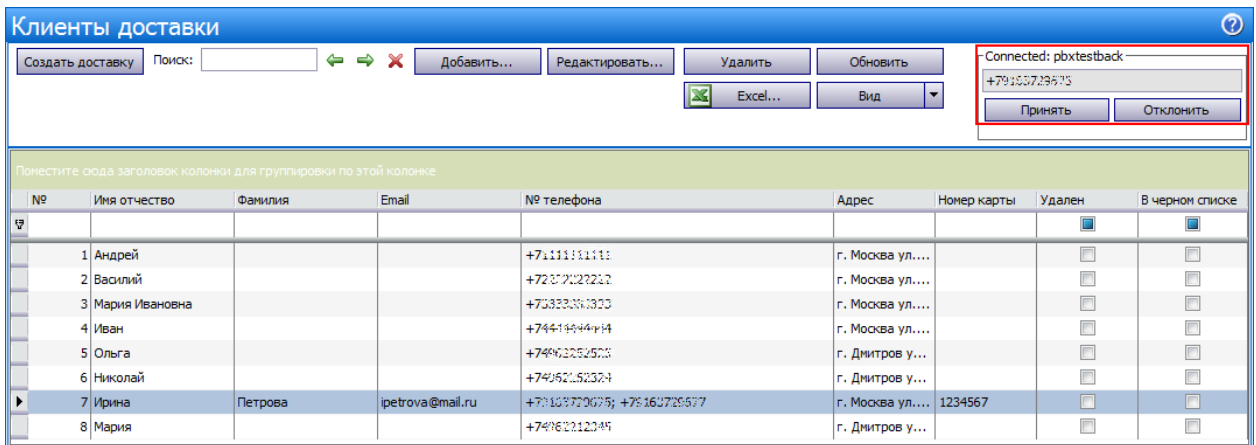 Клиенты доставки
Создать доставку Поиск: Добавить... Редактировать... Удалить Обновить
Excel... Вид
Connected: pbxtestback
Принять Отклонить
Поместите сюда заголовок колонки для группировки по этой колонке
№ Имя отчество Фамилия Email № телефона Адрес Номер карты Удален В черном списке
1 Андрей г. Москва ул....
2 Василий г. Москва ул....
3 Мария Ивановна г. Москва ул....
4 Иван г. Москва ул....
5 Ольга г. Дмитров у...
6 Николай г. Дмитров у...
7 Ирина Петрова ipetrova@mail.ru г. Москва ул.... 1234567
8 Мария г. Дмитров у...